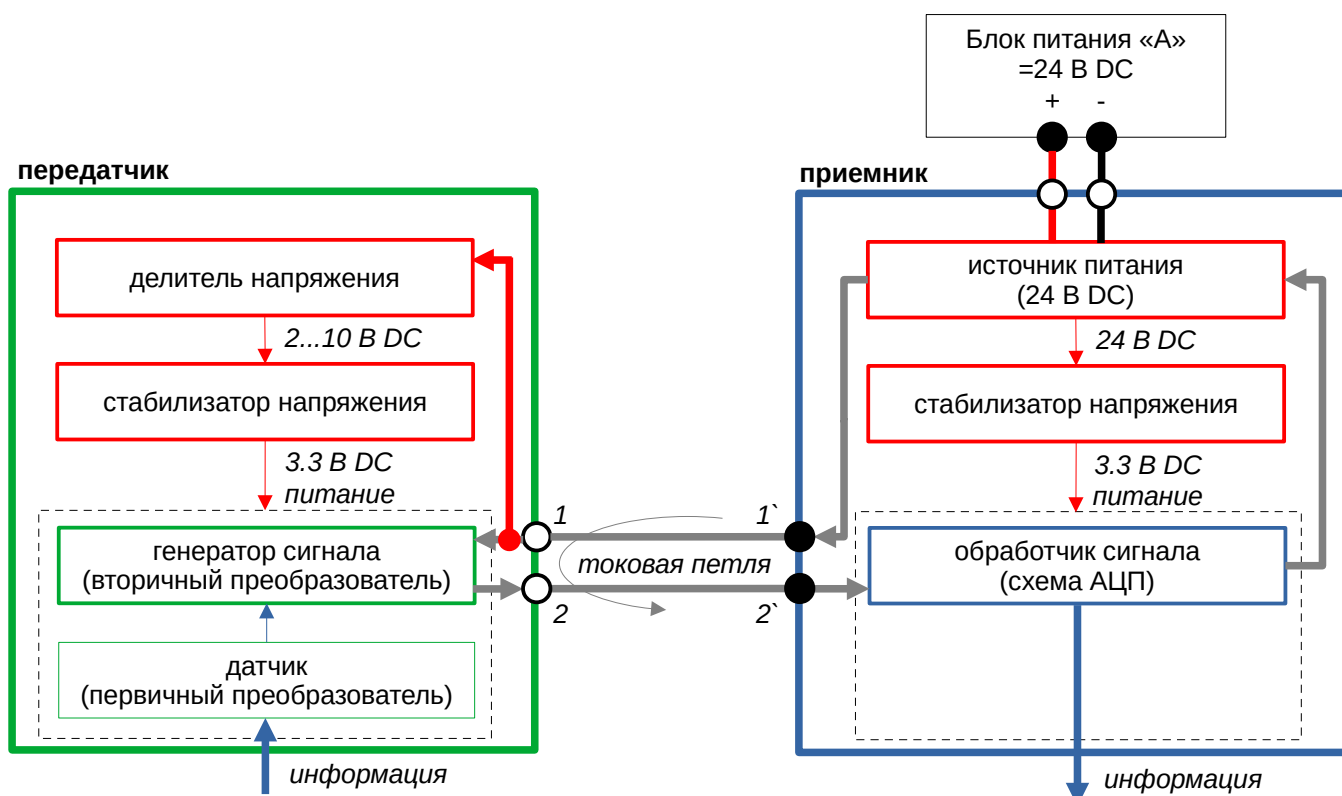 Блок питания «А»
=24 В DC
+ -
передатчик
приемник
делитель напряжения
источник питания
(24 В DC)
2...10 В DC
24 В DC
стабилизатор напряжения
стабилизатор напряжения
3.3 В DC
питание
3.3 В DC
питание
1
1`
генератор сигнала
(вторичный преобразователь)
токовая петля
обработчик сигнала
(схема АЦП)
2
2`
датчик
(первичный преобразователь)
информация
информация